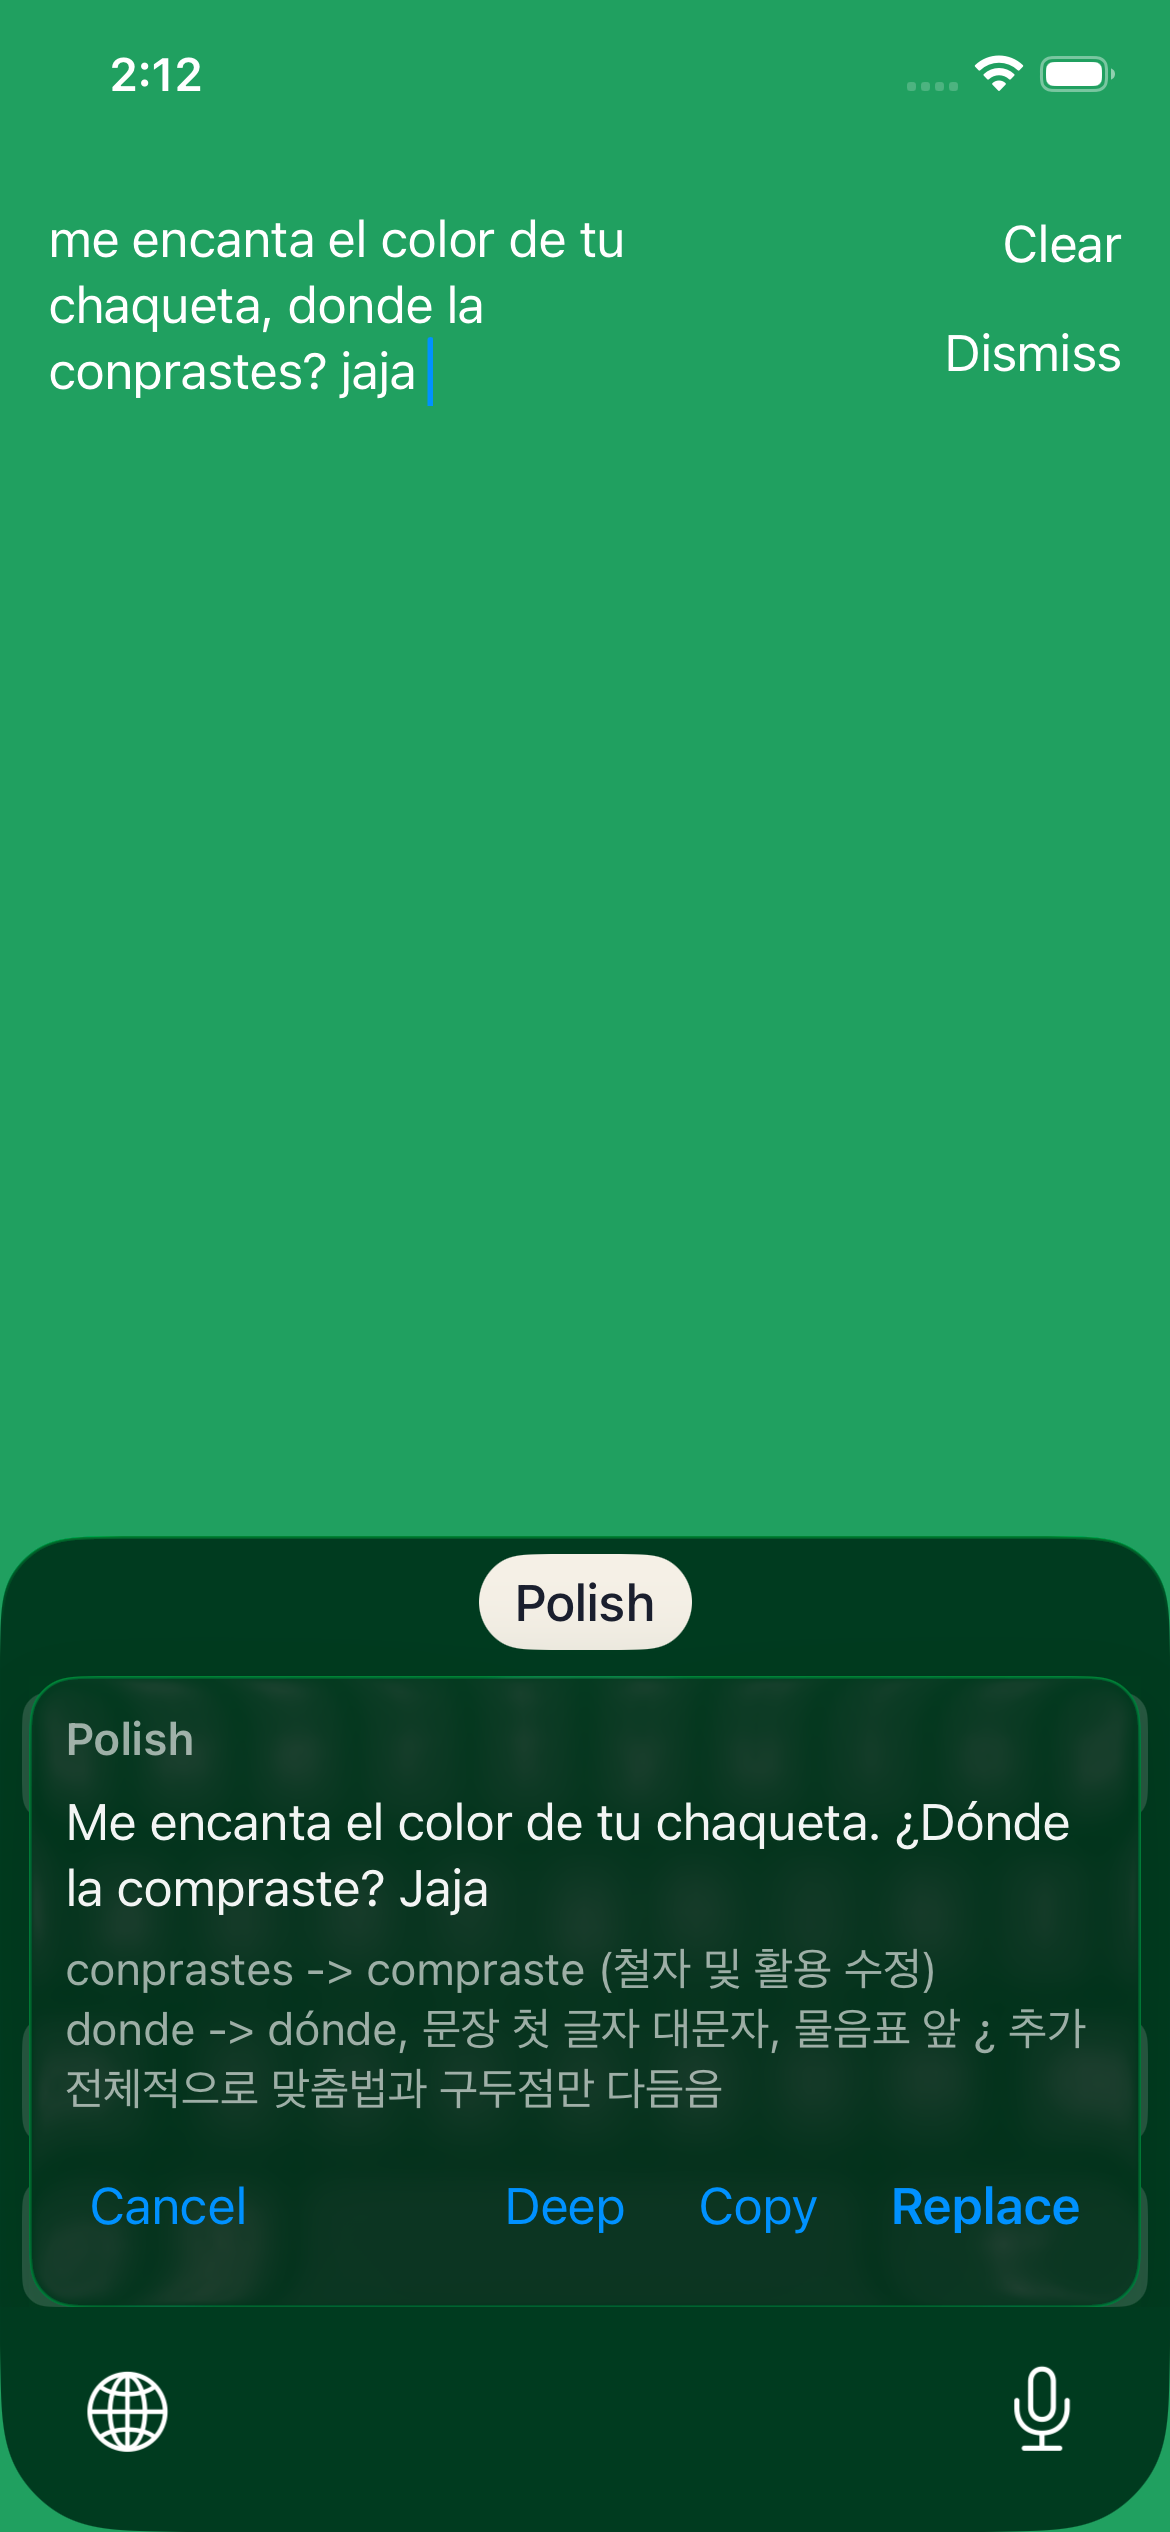 2:12
me encanta el color de tu
chaqueta, donde la
conprastes? jaja
Clear
Dismiss
Polish
Polish
Me encanta el color de tu chaqueta. ¿Dónde
la compraste? Jaja
conprastes -> compraste (철자 및 활용 수정)
donde -> dónde, 문장 첫 글자 대문자, 물음표 앞 ¿ 추가
전체적으로 맞춤법과 구두점만 다듬음
Cancel
Deep
Copy
Replace